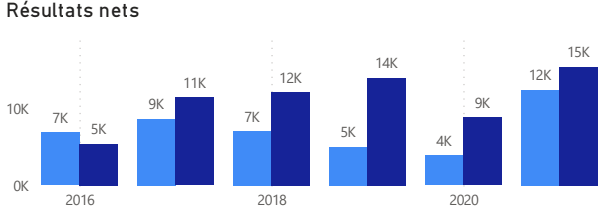 Résultats nets
15K
14K
12K
12K
11K
9K
9K
10K
7K
7K
5K
5K
4K
0K
2016
2018
2020